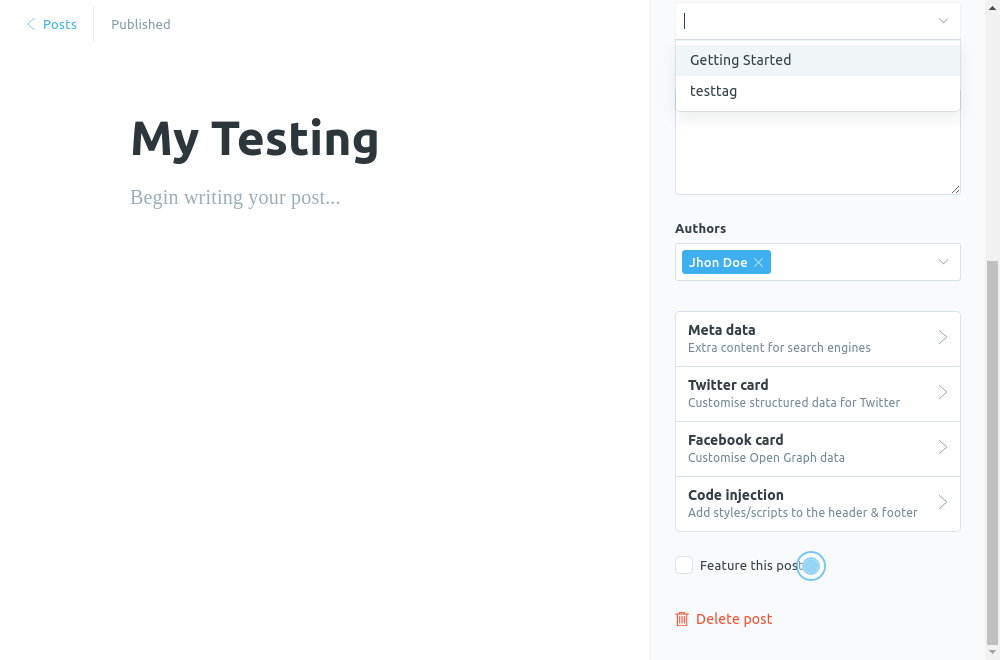 Posts
Published
My Testing
Begin writing your post...
Getting Started
testtag
Authors
Jhon Doe
Meta data
Extra content for search engines
Twitter card
Customise structured data for Twitter
Facebook card
Customise Open Graph data
Code injection
Add styles/scripts to the header & footer
Feature this post
Delete post